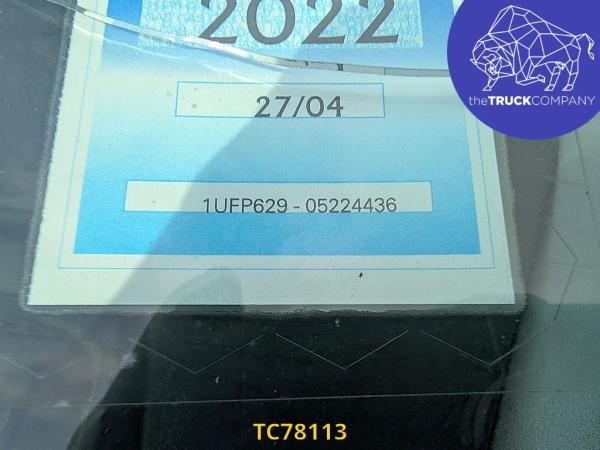 2022
27/04
1UFP629 - 05224436
theTRUCKCOMPANY
TC78113